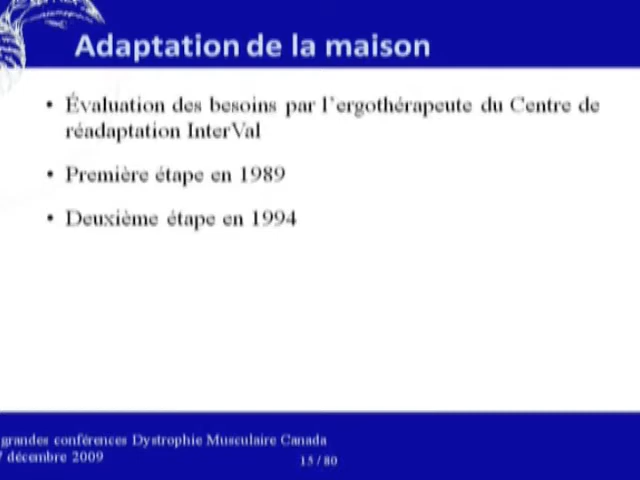 Adaptation de la maison
• Évaluation des besoins par l'ergothérapeute du Centre de
réadaptation InterVal
• Première étape en 1989
• Deuxième étape en 1994
grandes conférences Dystrophie Musculaire Canada
décembre 2009
15 / 80